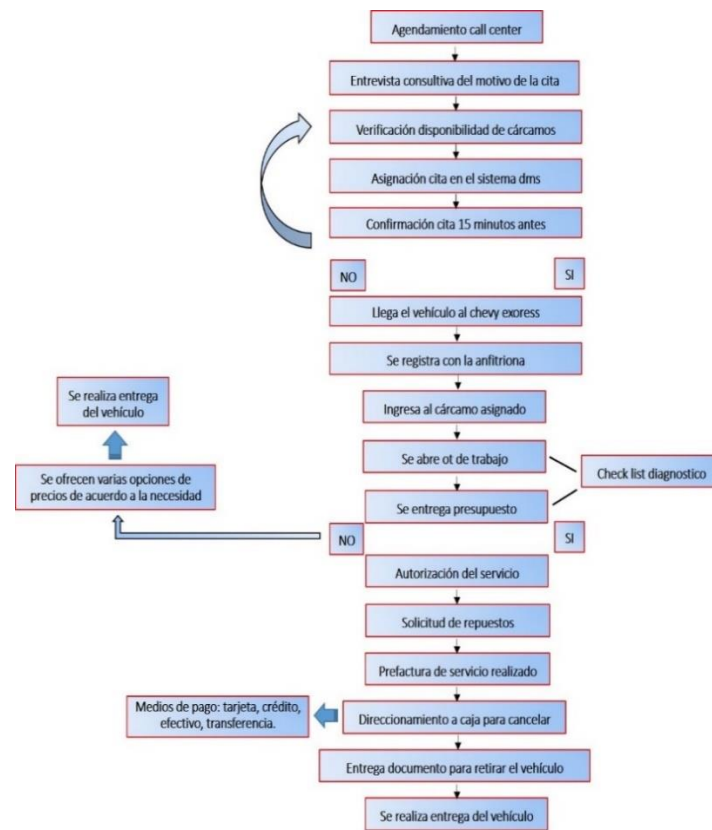 Agendamiento call center
Entrevista consultiva del motivo de la cita
Verificación disponibilidad de cárcamos
Asignación cita en el sistema dms
Confirmación cita 15 minutos antes
NO
SI
Llega el vehículo al chevy exoress
Se registra con la anfitriona
Se realiza entrega
del vehículo
Ingresa al cárcamo asignado
Se abre ot de trabajo
Check list diagnostico
Se ofrecen varias opciones de
precios de acuerdo a la necesidad
Se entrega presupuesto
NO
SI
Autorización del servicio
Solicitud de repuestos
Prefactura de servicio realizado
Medios de pago: tarjeta, crédito,
efectivo, transferencia.
Direccionamiento a caja para cancelar
Entrega documento para retirar el vehículo
Se realiza entrega del vehículo